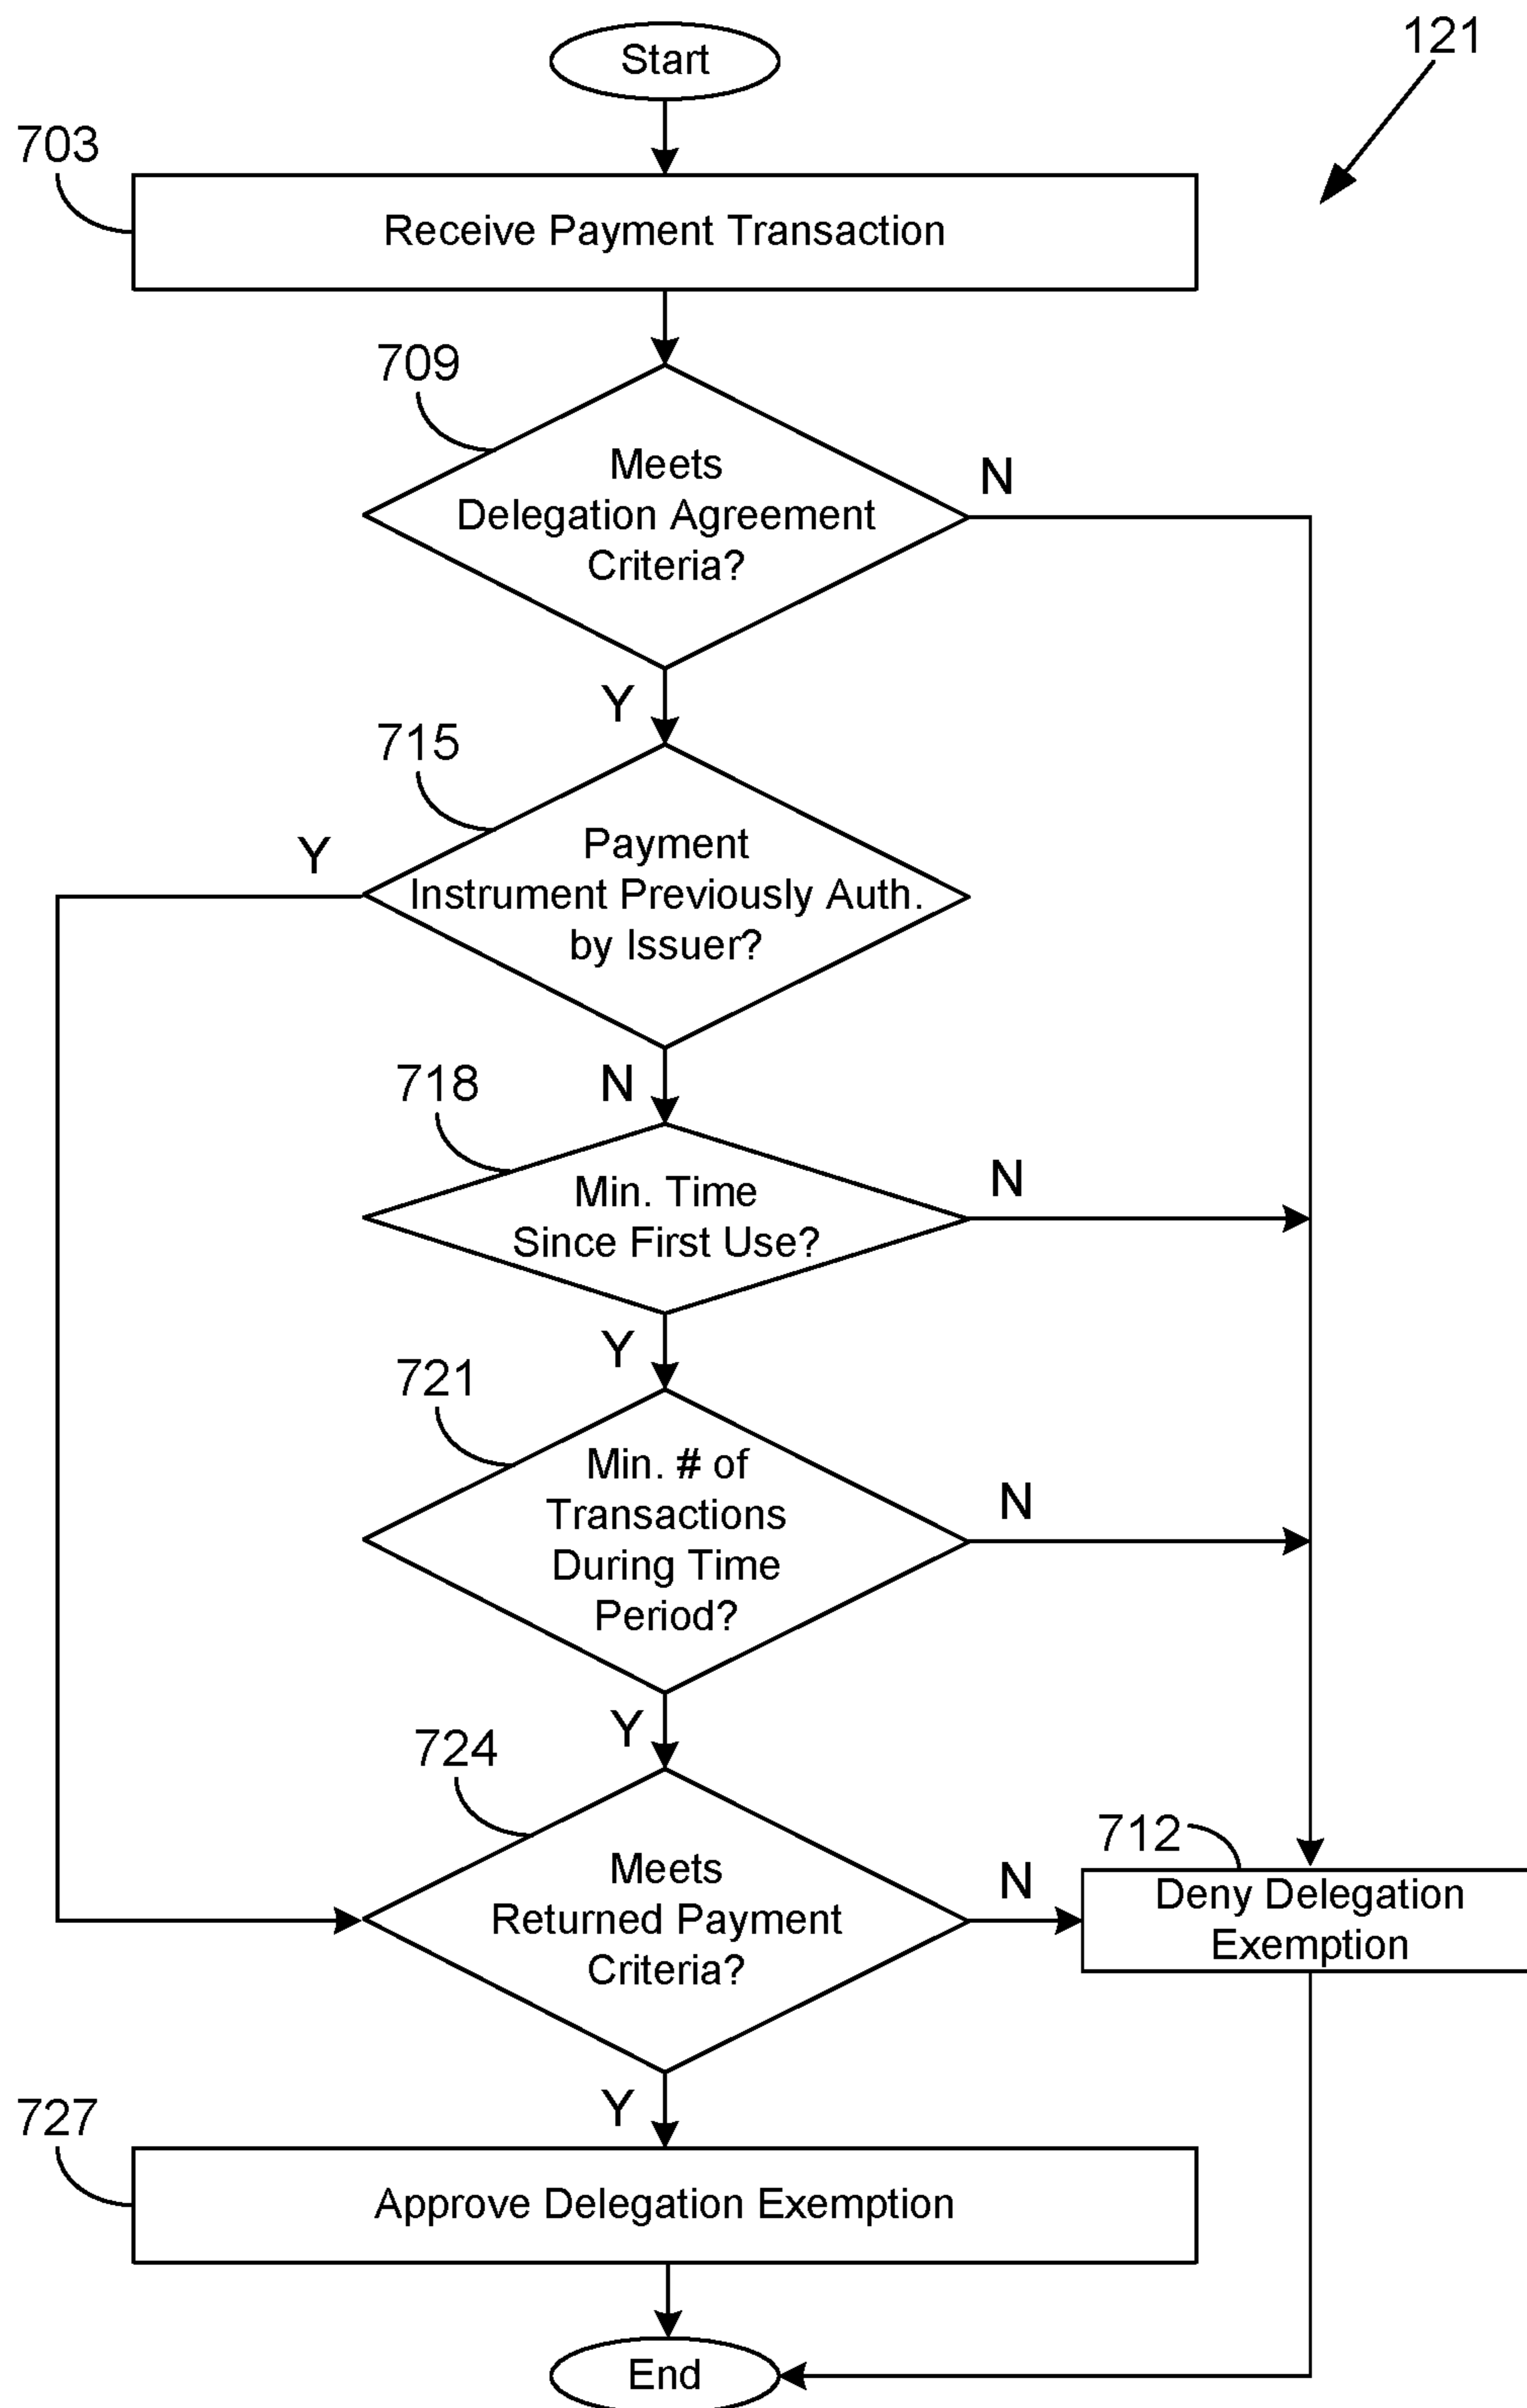 121
Start
703
Receive Payment Transaction
709
Meets
Delegation Agreement
Criteria?
N
Y
715
Payment
Instrument Previously Auth.
by Issuer?
Y
N
718
Min. Time
Since First Use?
N
Y
721
Min. # of
Transactions
During Time
Period?
N
Y
724
Meets
Returned Payment
Criteria?
N
712
Deny Delegation
Exemption
Y
727
Approve Delegation Exemption
End